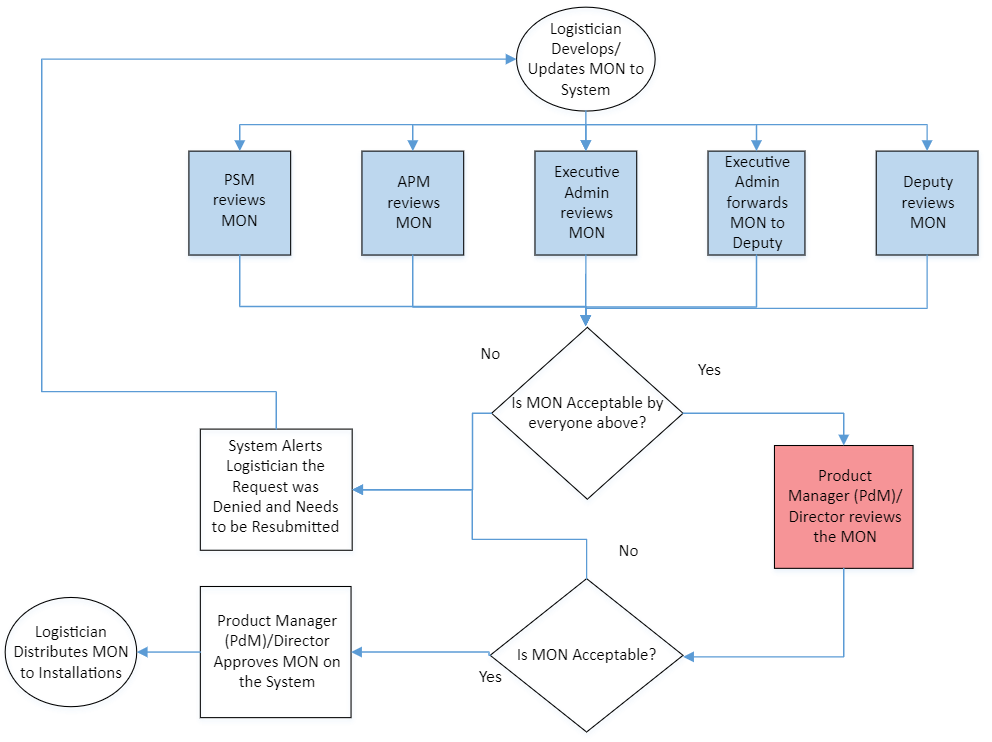 Logistician
Develops/
Updates MON to
System
PSM
reviews
MON
APM
reviews
MON
Executive
Admin
reviews
MON
Executive
Admin
forwards
MON to
Deputy
Deputy
reviews
MON
No
Yes
Is MON Acceptable by
everyone above?
System Alerts
Logistician the
Request was
Denied and Needs
to be Resubmitted
Product
Manager (PdM)/
Director reviews
the MON
No
Logistician
Distributes MON
to Installations
Product Manager
(PdM)/Director
Approves MON on
the System
Is MON Acceptable?
Yes